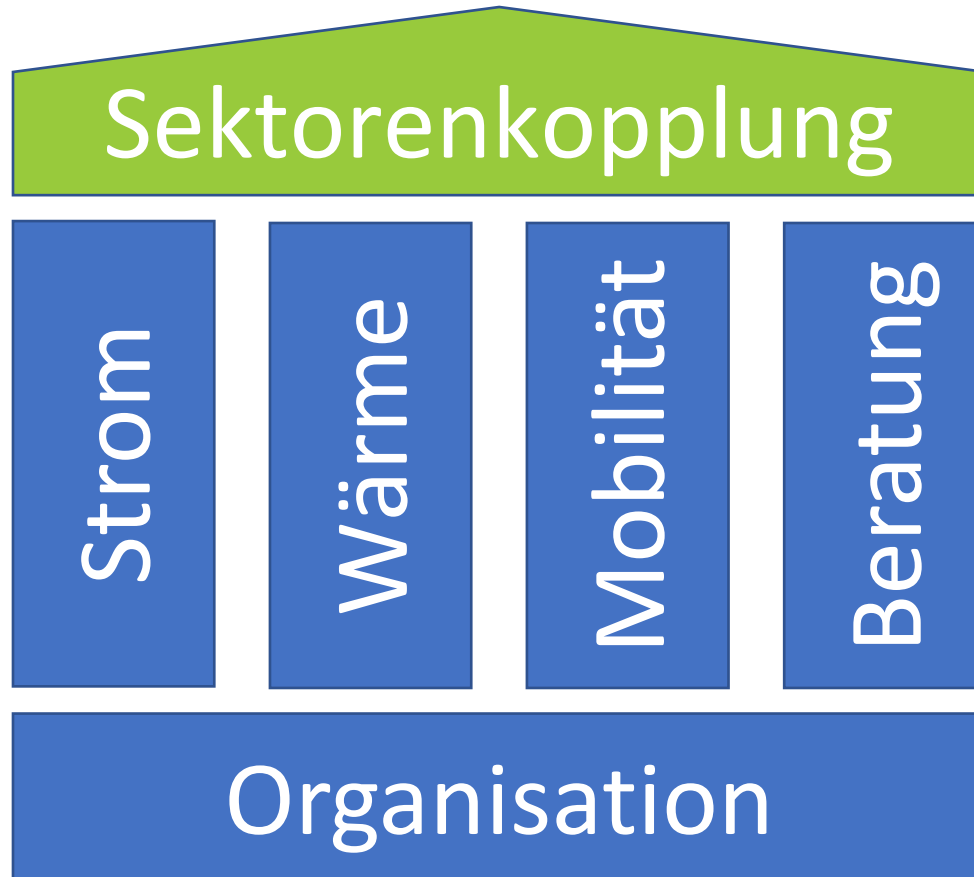 Sektorenkopplung
Strom
Wärme
Mobilität
Beratung
Organisation